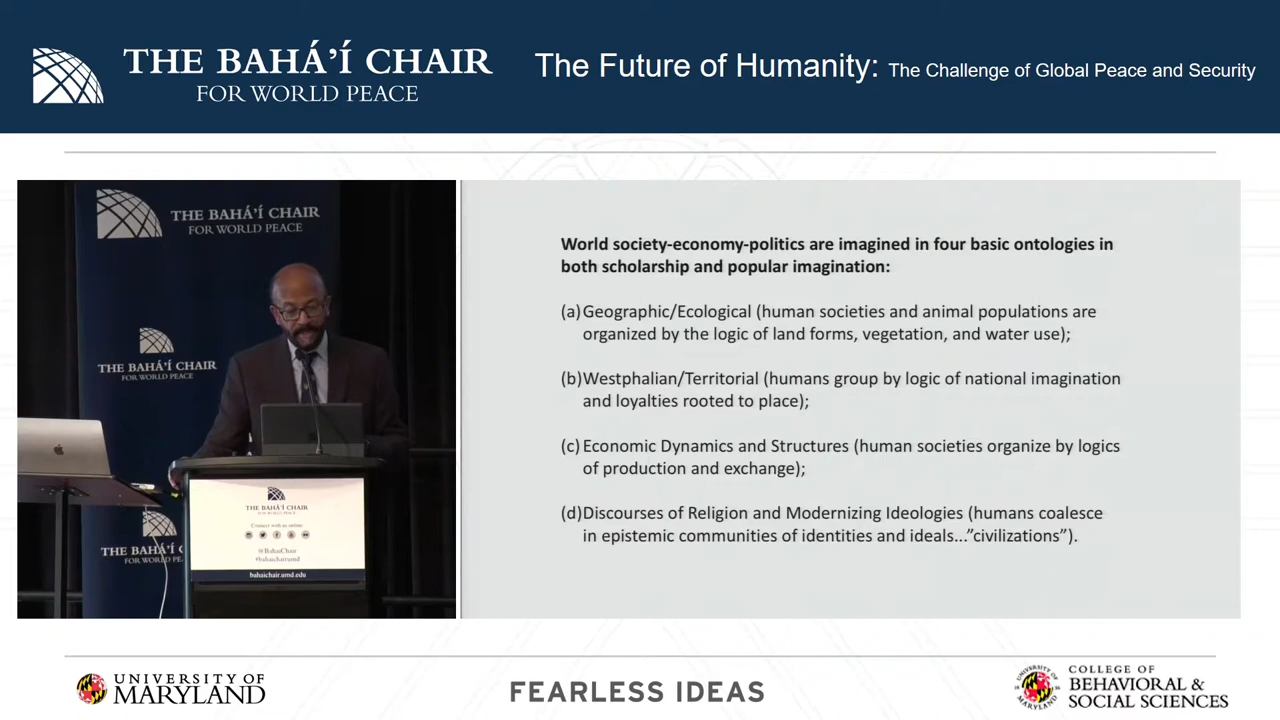 THE BAHÁ’Í CHAIR
FOR WORLD PEACE
The Future of Humanity: The Challenge of Global Peace and Security
THE BAHÁ’Í CHAIR
FOR WORLD PEACE
THE BAHÁ’Í CHAIR
FOR WORLD PEACE
THE BAHÁ’Í CHAIR
FOR WORLD PEACE
Connect with us online
@BahaiChair
#bahaichairumd
bahaichair.umd.edu
THE BAHÁ’Í
FOR WORLD PE
World society-economy-politics are imagined in four basic ontologies in
both scholarship and popular imagination:
(a) Geographic/Ecological (human societies and animal populations are
organized by the logic of land forms, vegetation, and water use);
(b) Westphalian/Territorial (humans group by logic of national imagination
and loyalties rooted to place);
(c) Economic Dynamics and Structures (human societies organize by logics
of production and exchange);
(d) Discourses of Religion and Modernizing Ideologies (humans coalesce
in epistemic communities of identities and ideals...”civilizations”).
UNIVERSITY OF
MARYLAND
FEARLESS IDEAS
COLLEGE OF
BEHAVIORAL &
SOCIAL SCIENCES